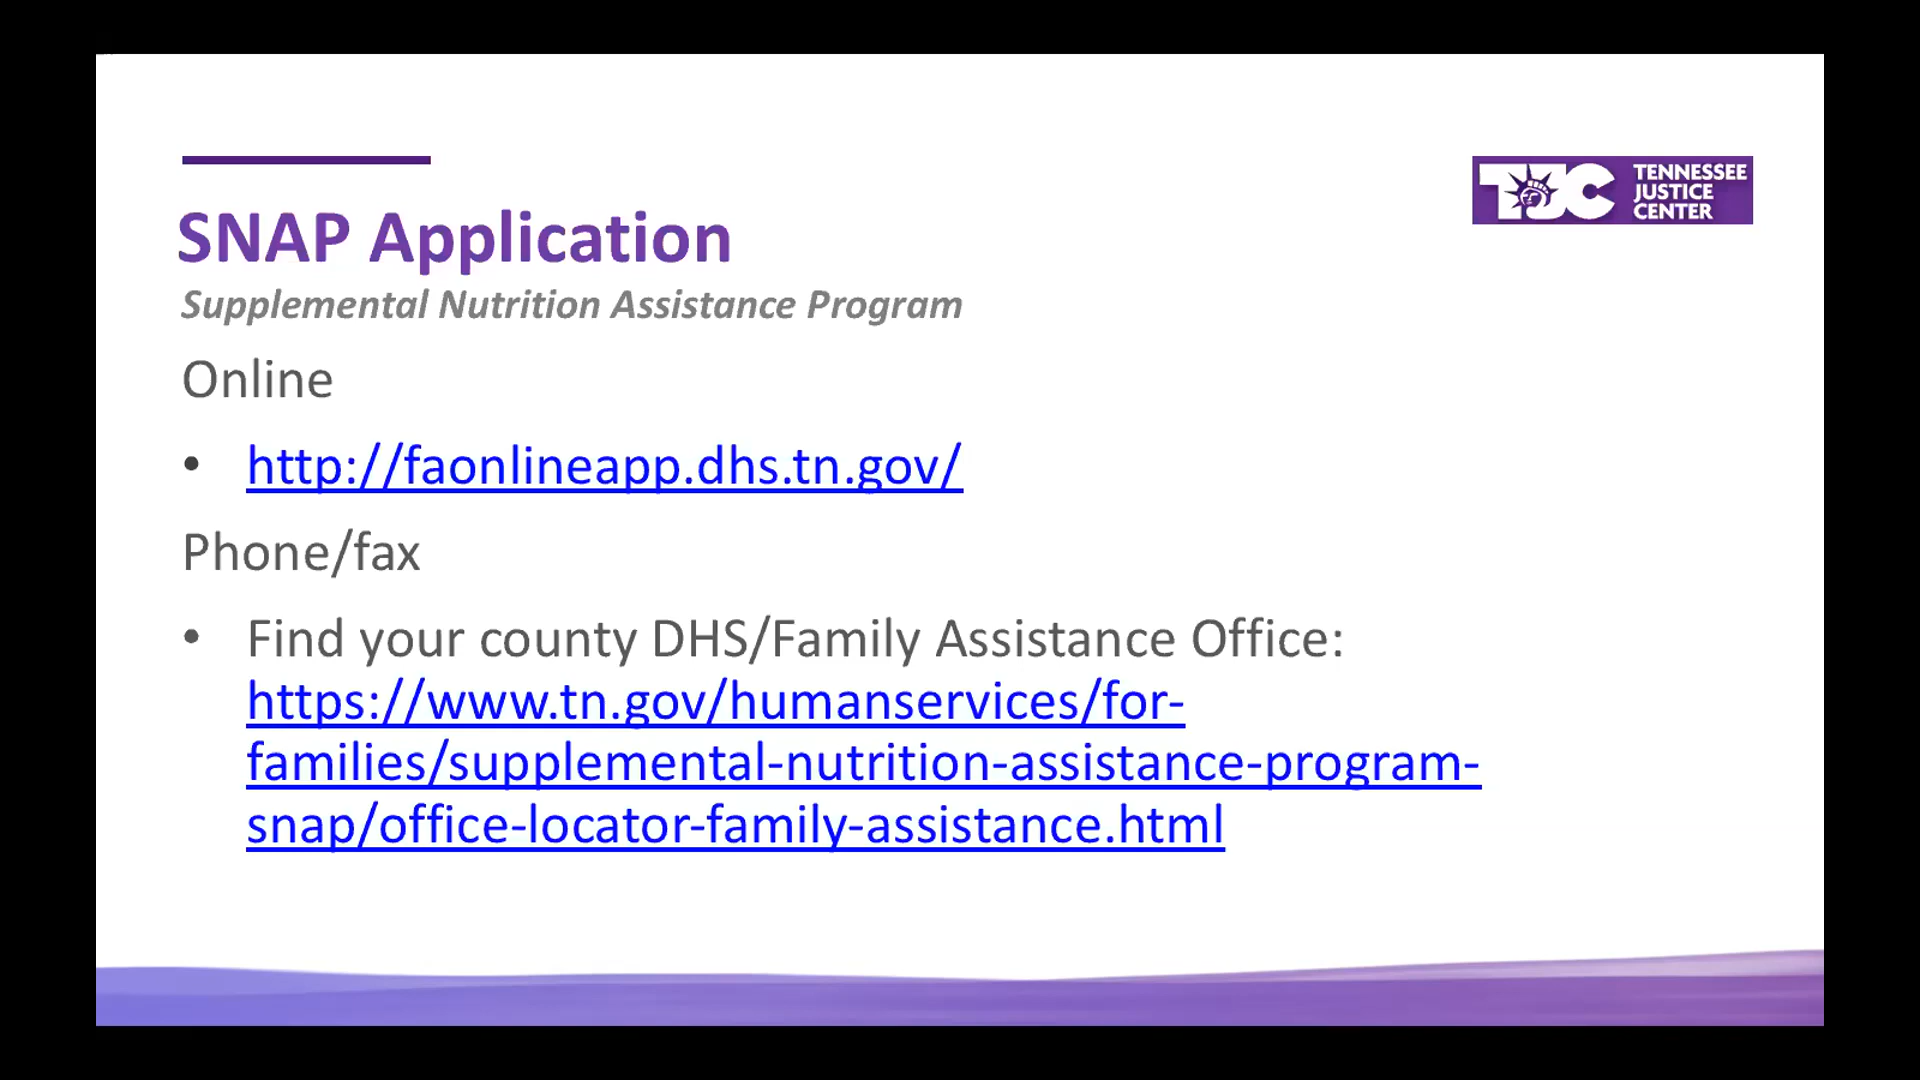 TJC TENNESSEE
JUSTICE
CENTER
SNAP Application
Supplemental Nutrition Assistance Program
Online
• http://faonlineapp.dhs.tn.gov/
Phone/fax
• Find your county DHS/Family Assistance Office:
https://www.tn.gov/humanservices/for-
families/supplemental-nutrition-assistance-program-
snap/office-locator-family-assistance.html